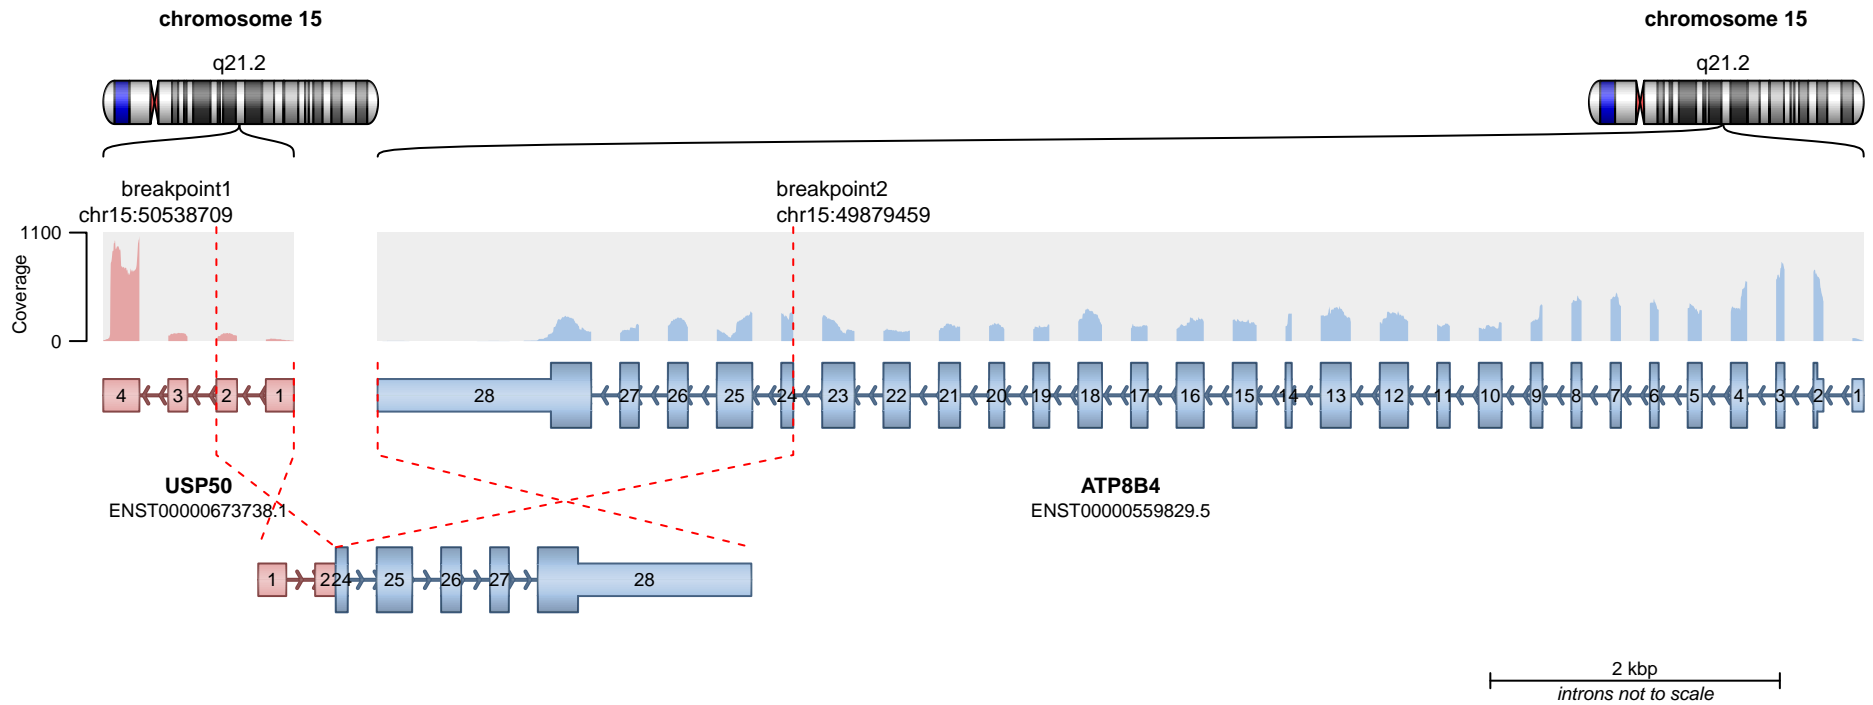 chromosome 15
chromosome 15
q21.2
q21.2
breakpoint1
chr15:50538709
breakpoint2
chr15:49879459
1100
0
Coverage
4 3 2 1
28 27 26 25 24 23 22 21 20 19 18 17 16 15 14 13 12 11 10 9 8 7 6 5 4 3 2 1
USP50
ENST00000673738.1
ATP8B4
ENST00000559829.5
1 2 24 25 26 27 28
2 kbp
introns not to scale